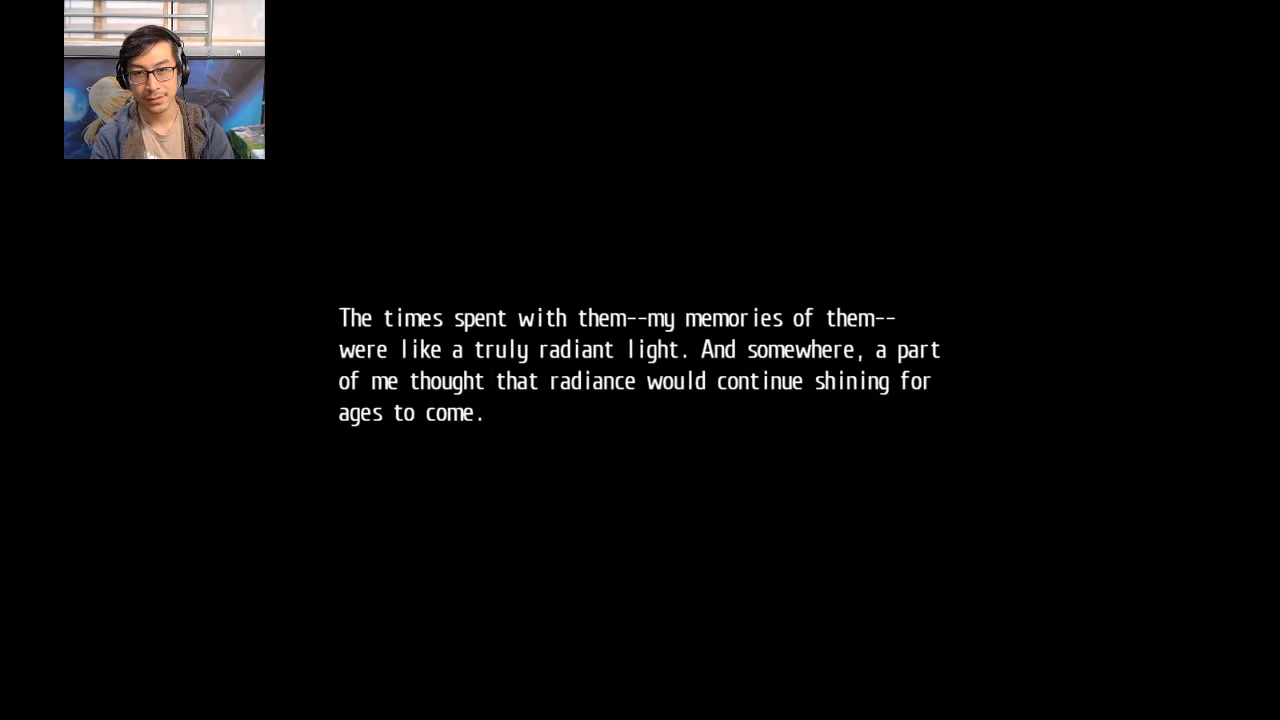 The times spent with them--my memories of them--
were like a truly radiant light. And somewhere, a part
of me thought that radiance would continue shining for
ages to come.